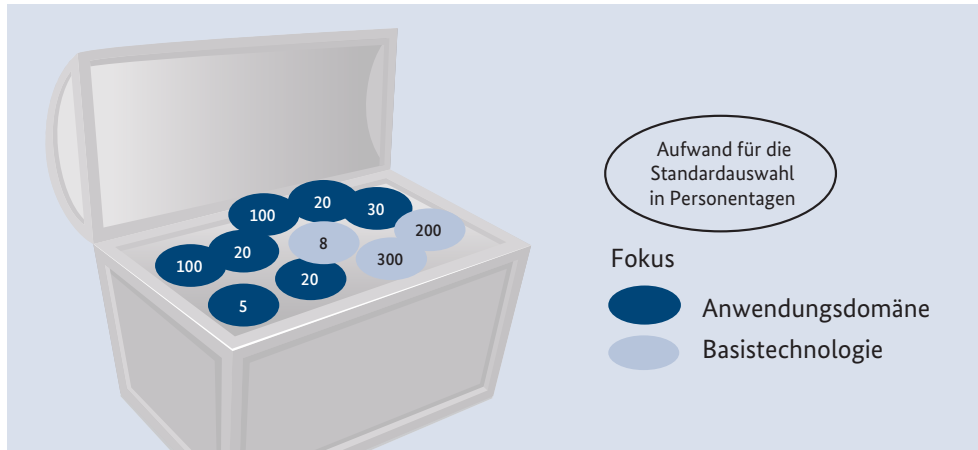 20
100
30
200
20
8
300
100
20
5
Aufwand für die
Standardauswahl
in Personentagen
Fokus
Anwendungsdomäne
Basistechnologie